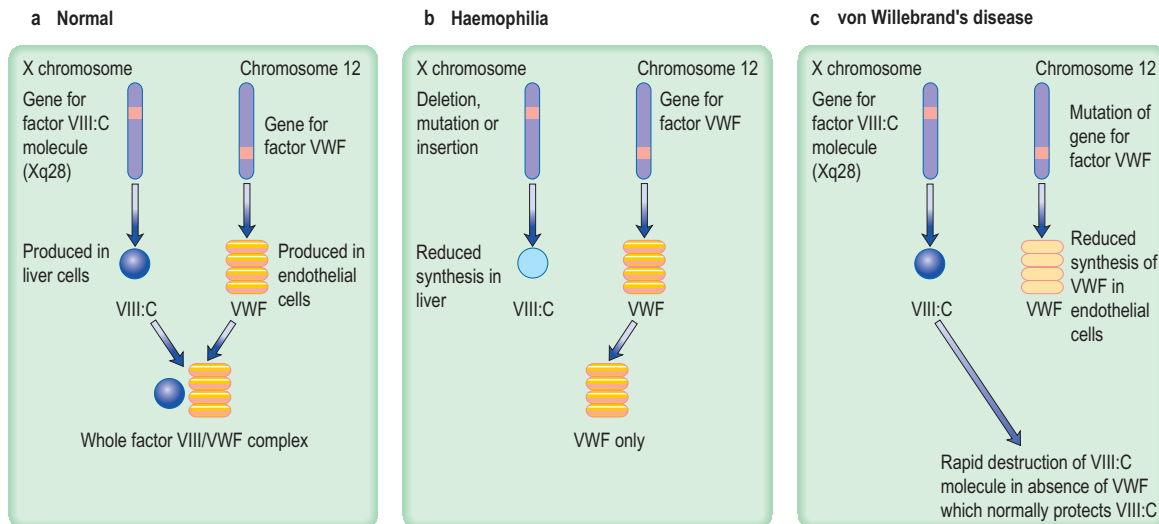 a Normal
X chromosome
Chromosome 12
Gene for
factor VIII:C
molecule
(Xq28)
Gene for
factor VWF
Produced in
liver cells
Produced in
endothelial
cells
VIII:C
VWF
Whole factor VIII/VWF complex
b Haemophilia
X chromosome
Chromosome 12
Deletion,
mutation or
insertion
Gene for
factor VWF
Reduced
synthesis in
liver
VIII:C
VWF
VWF only
c von Willebrand's disease
X chromosome
Chromosome 12
Gene for
factor VIII:C
molecule
(Xq28)
Mutation of
gene for
factor VWF
Reduced
synthesis of
VWF in
endothelial
cells
VIII:C
VWF
Rapid destruction of VIII:C
molecule in absence of VWF
which normally protects VIII:C